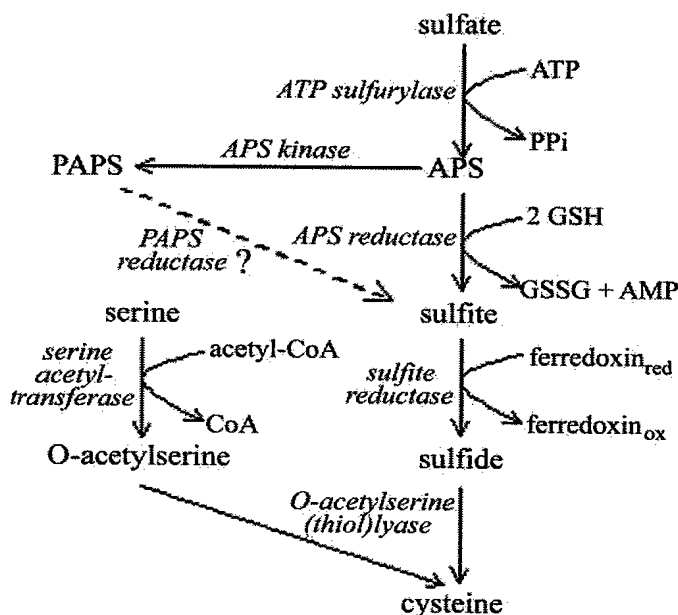 sulfate
ATP sulfurylase
ATP
PPi
PAPS
APS kinase
APS
PAPS
reductase ?
APS reductase
2 GSH
GSSG + AMP
serine
sulfite
serine
acetyl-
transferase
acetyl-CoA
CoA
sulfite
reductase
ferredoxin red
ferredoxin ox
O-acetylserine
sulfide
O-acetylserine
(thiol)lyase
cysteine